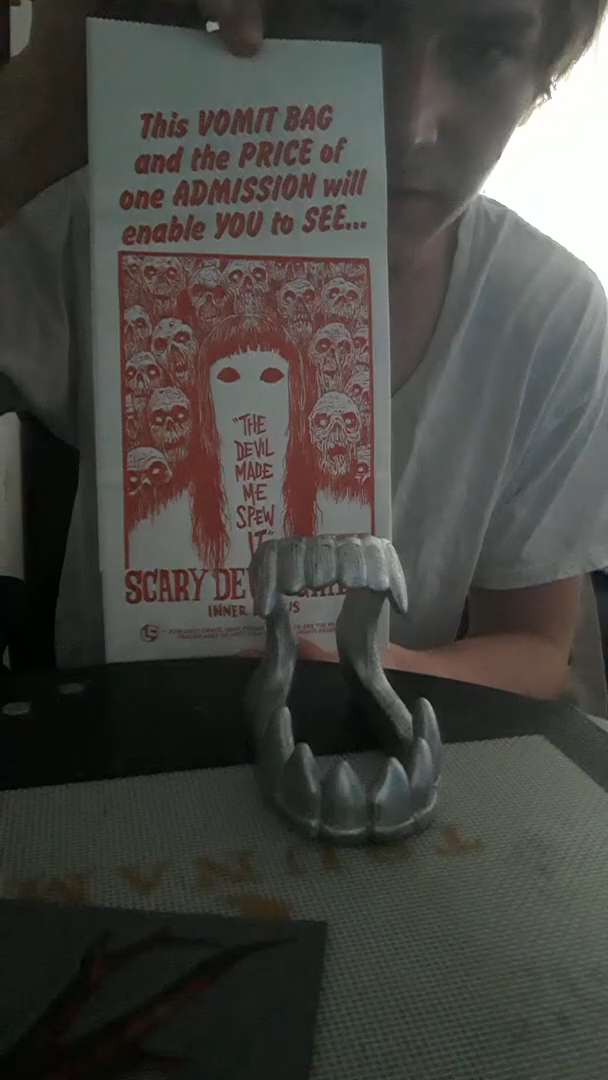 This VOMIT BAG
and the PRICE of
one ADMISSION will
enable YOU to SEE...
"THE
DEVIL
MADE
ME
SPEW
IT"
SCARY
INNER